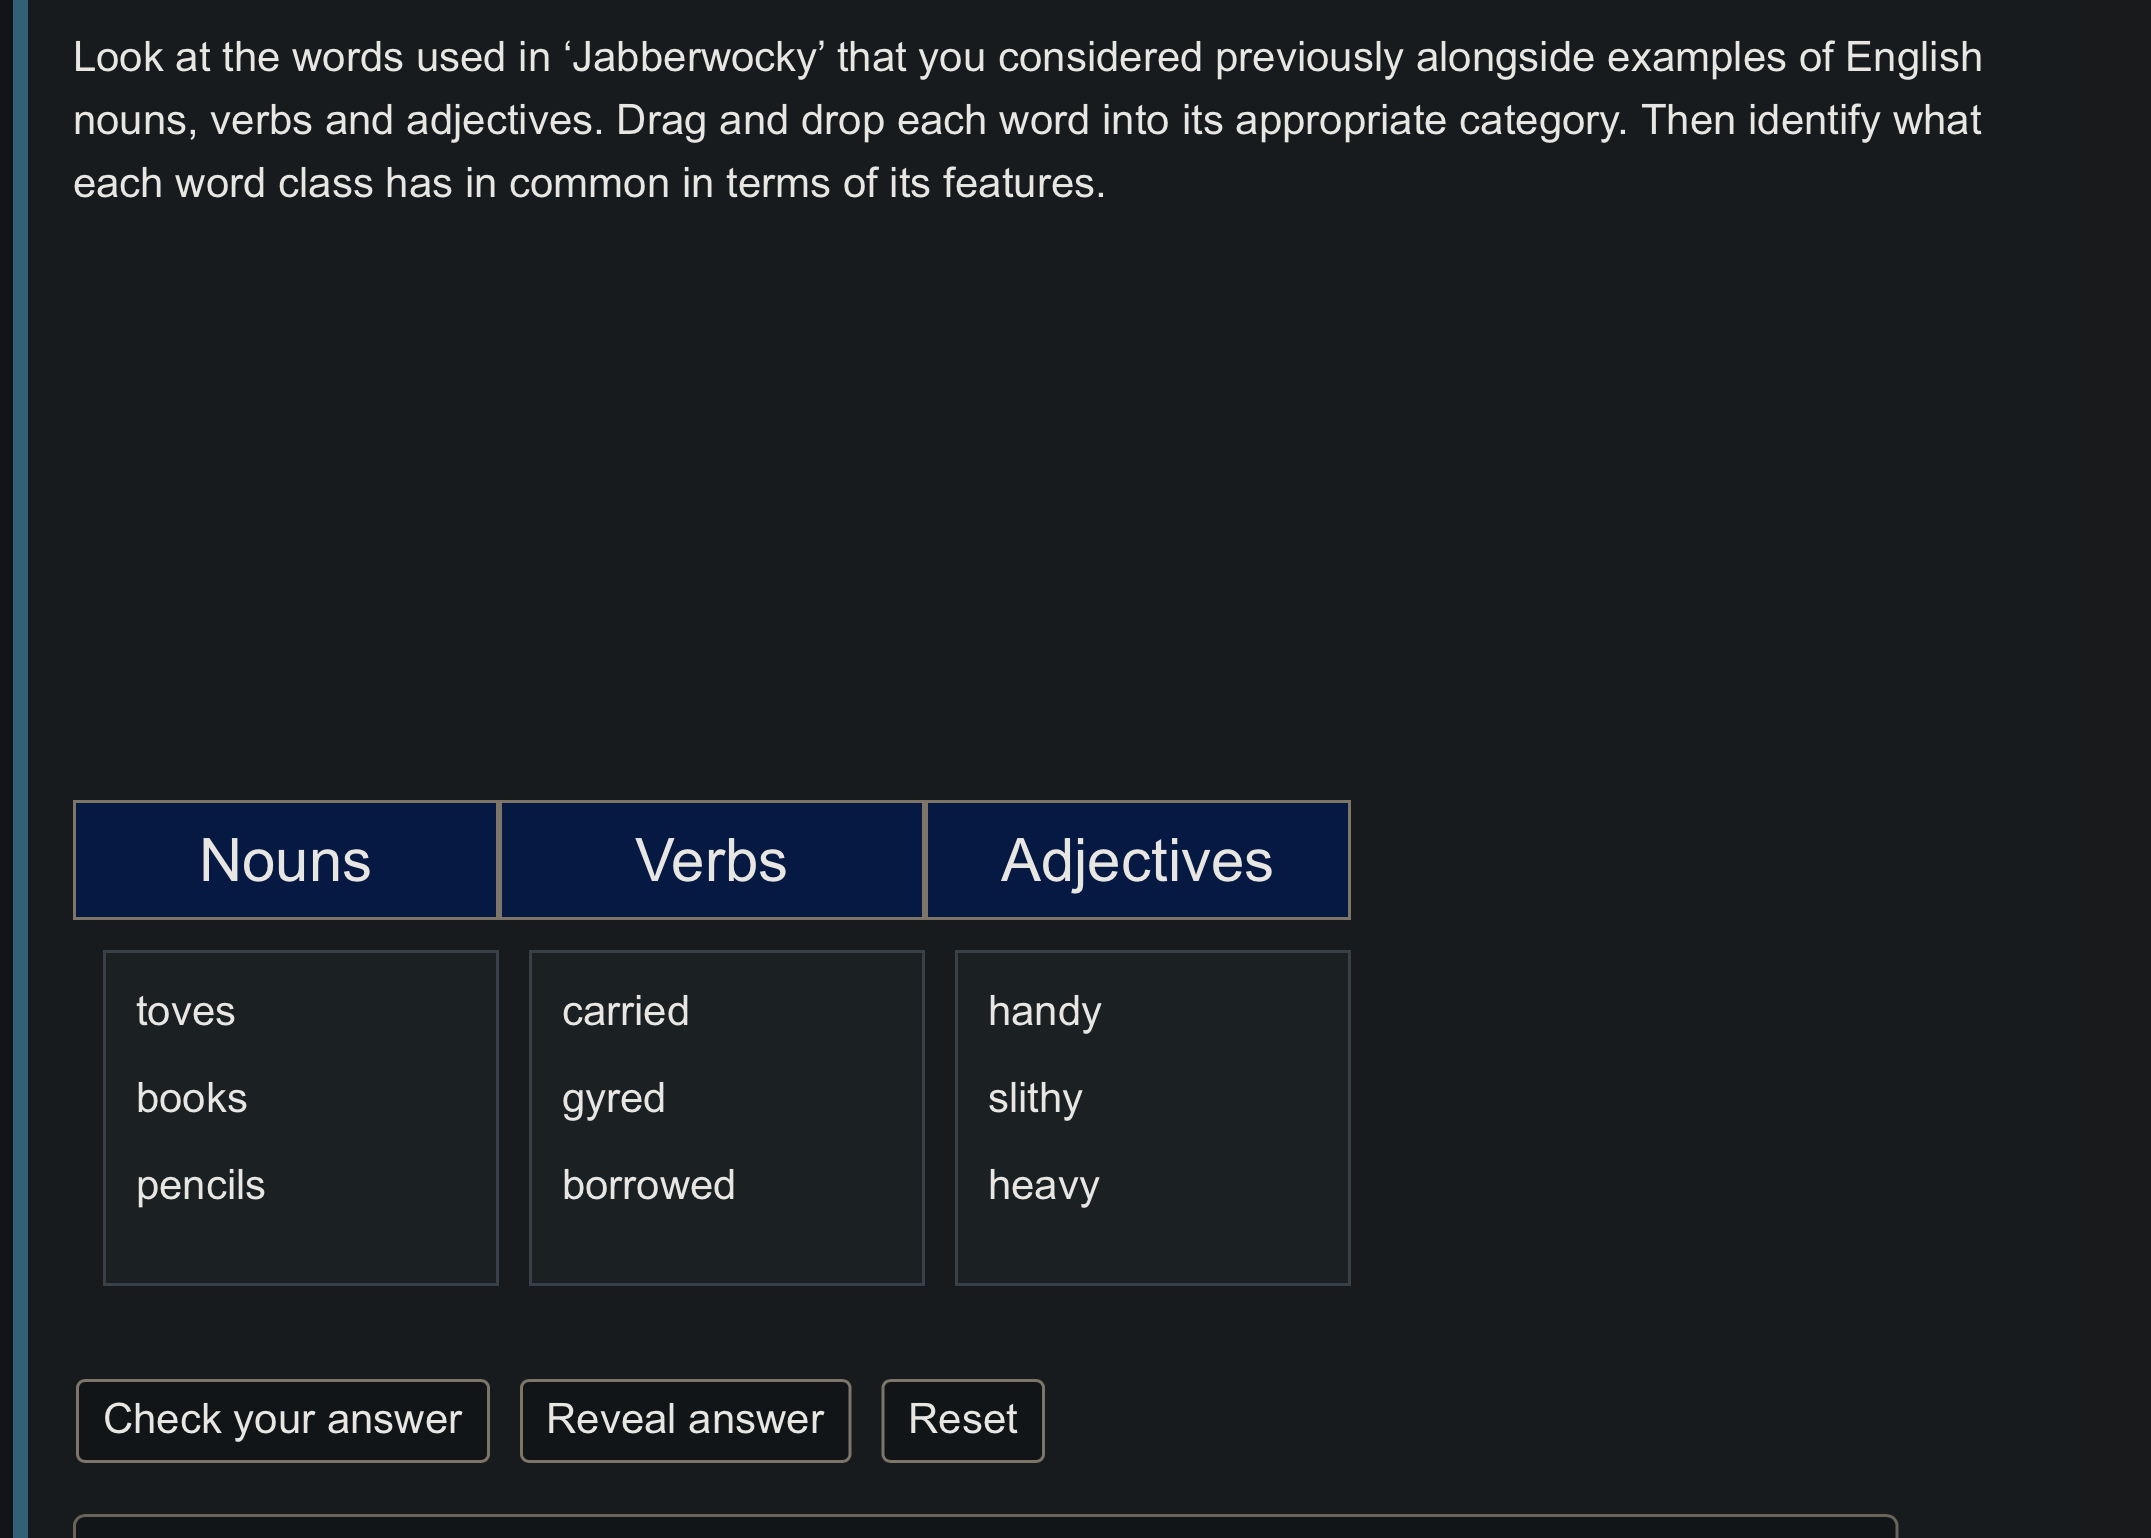 Look at the words used in ‘Jabberwocky’ that you considered previously alongside examples of English
nouns, verbs and adjectives. Drag and drop each word into its appropriate category. Then identify what
each word class has in common in terms of its features.
Nouns
Verbs
Adjectives
toves
books
pencils
carried
gyred
borrowed
handy
slithy
heavy
Check your answer
Reveal answer
Reset